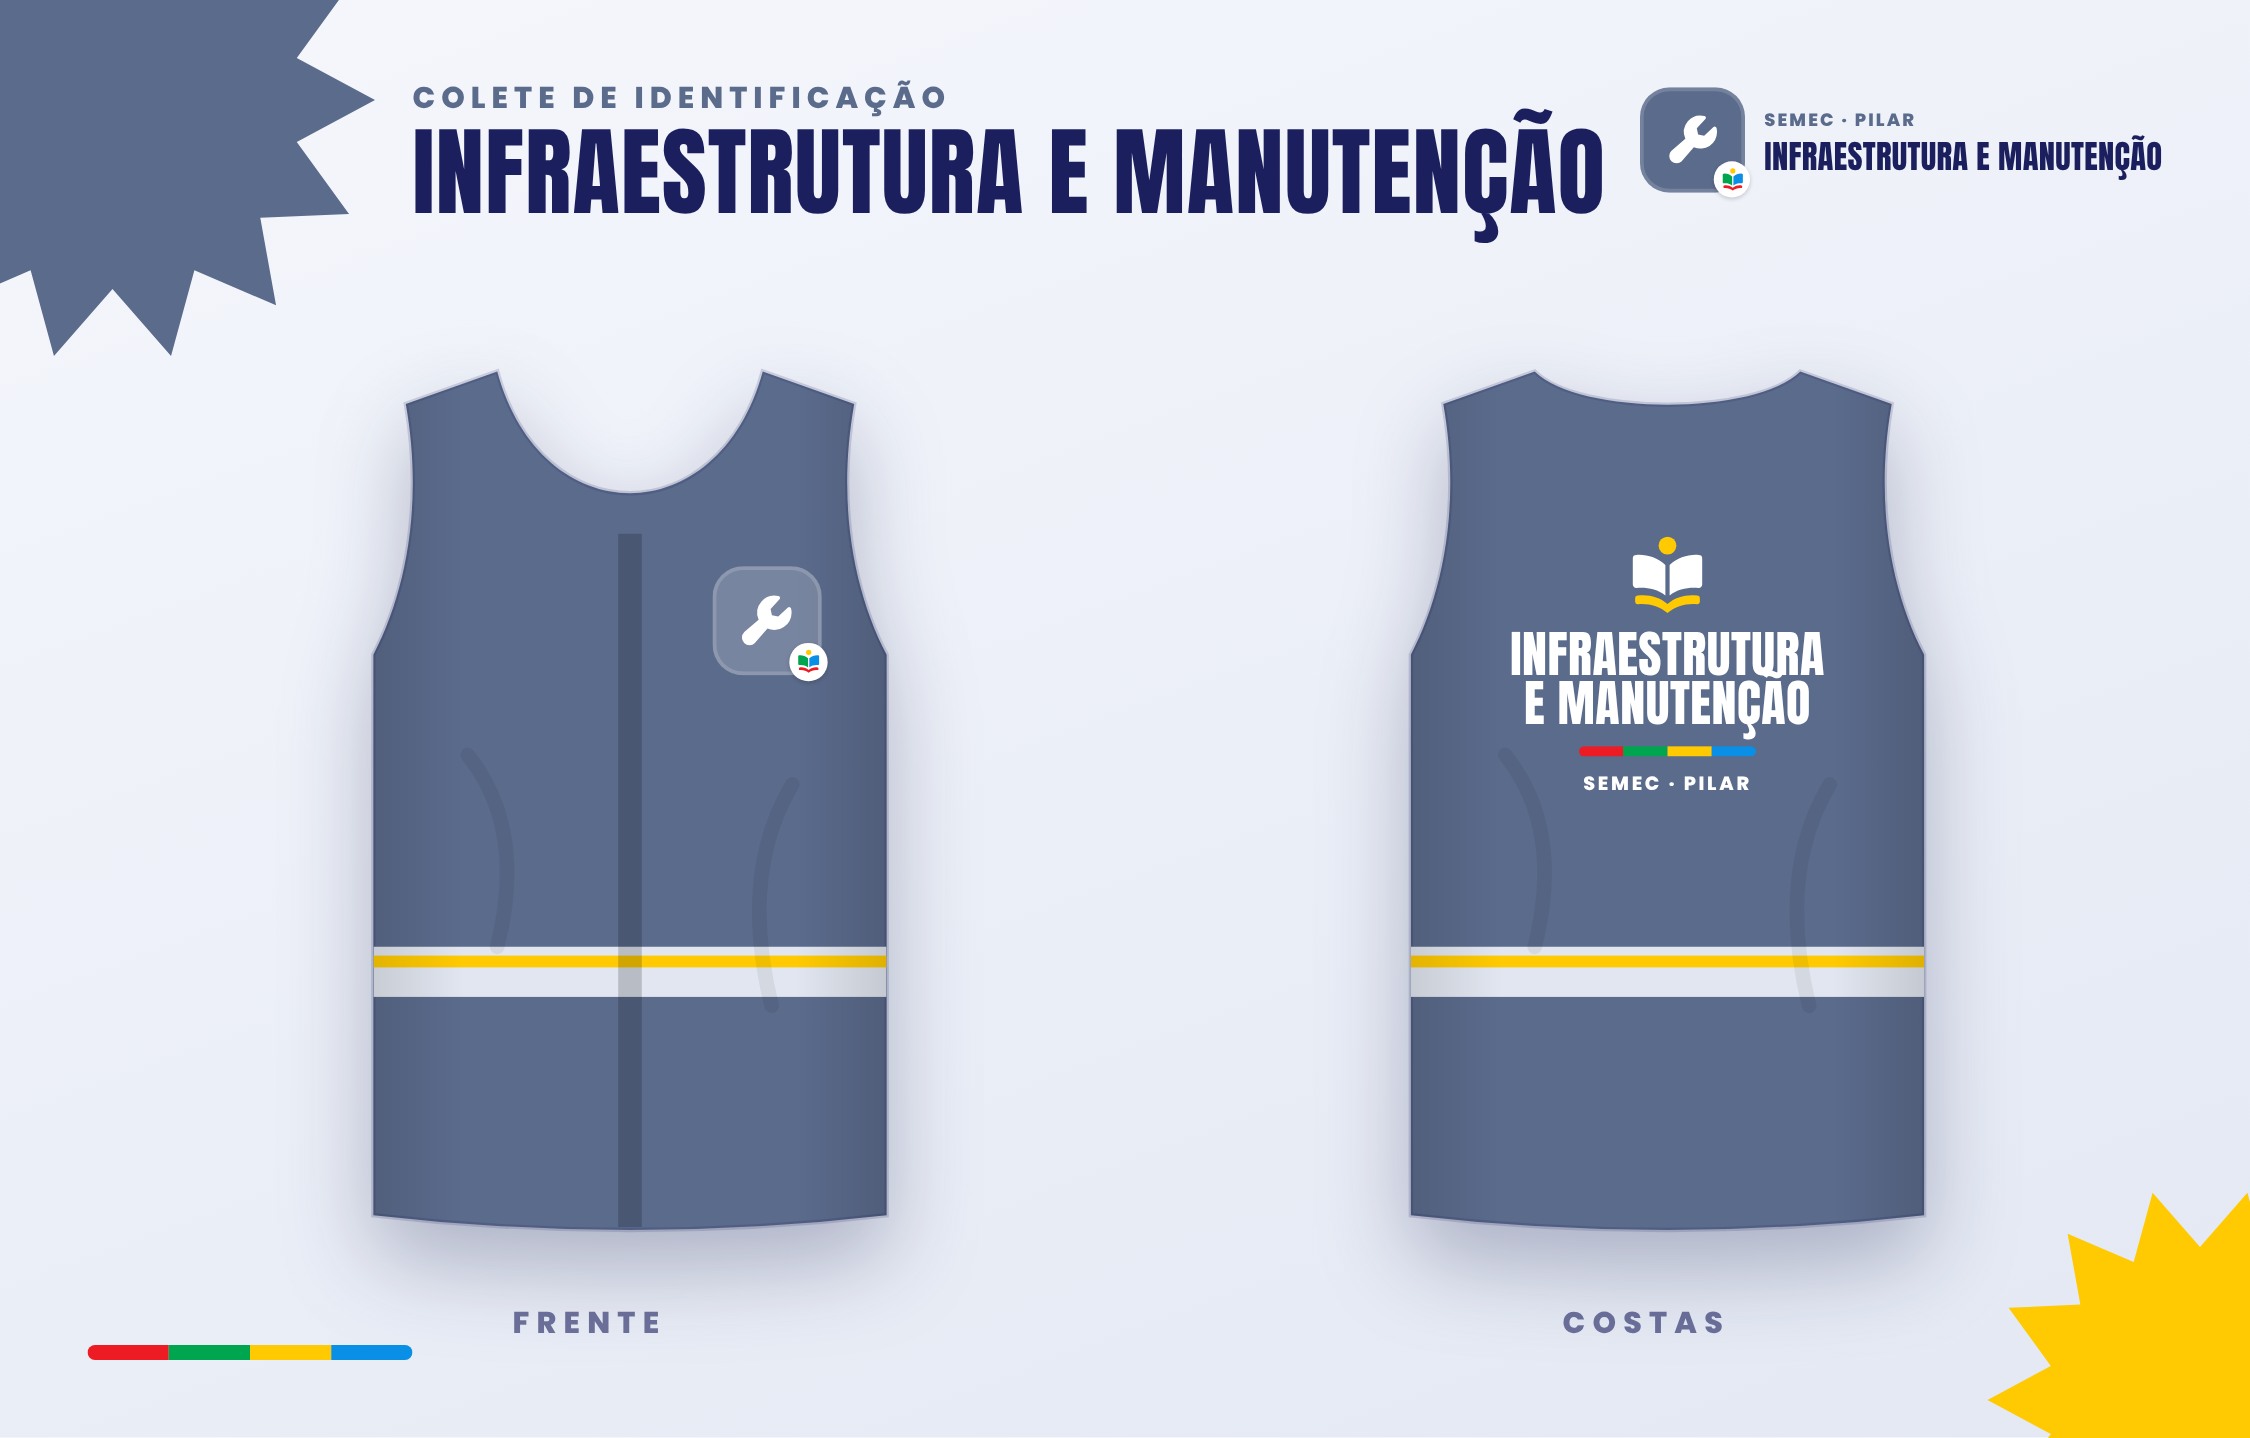 COLETE DE IDENTIFICAÇÃO
INFRAESTRUTURA E MANUTENÇÃO
SEMEC · PILAR
INFRAESTRUTURA E MANUTENÇÃO
INFRAESTRUTURA
E MANUTENÇÃO
SEMEC · PILAR
FRENTE
COSTAS